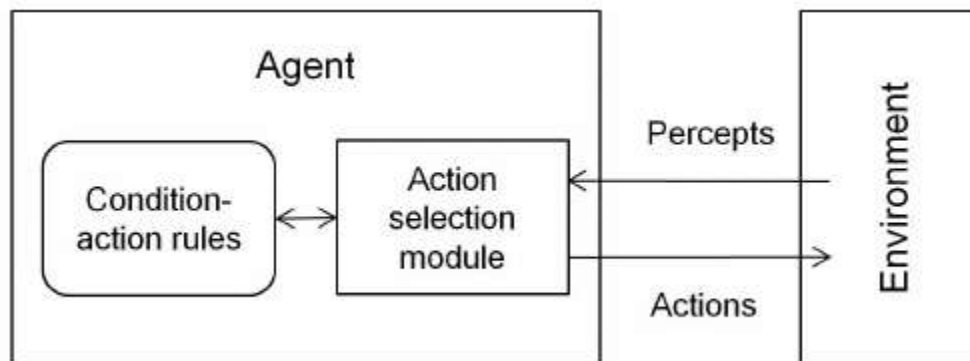 Agent
Condition-
action rules
Action
selection
module
Percepts
Actions
Environment